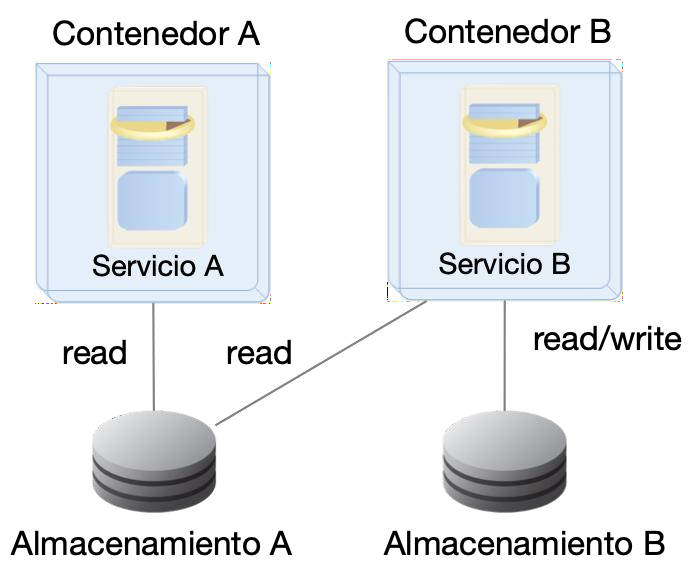 Contenedor A
Contenedor B
Servicio A
Servicio B
read
read
read/write
Almacenamiento A
Almacenamiento B